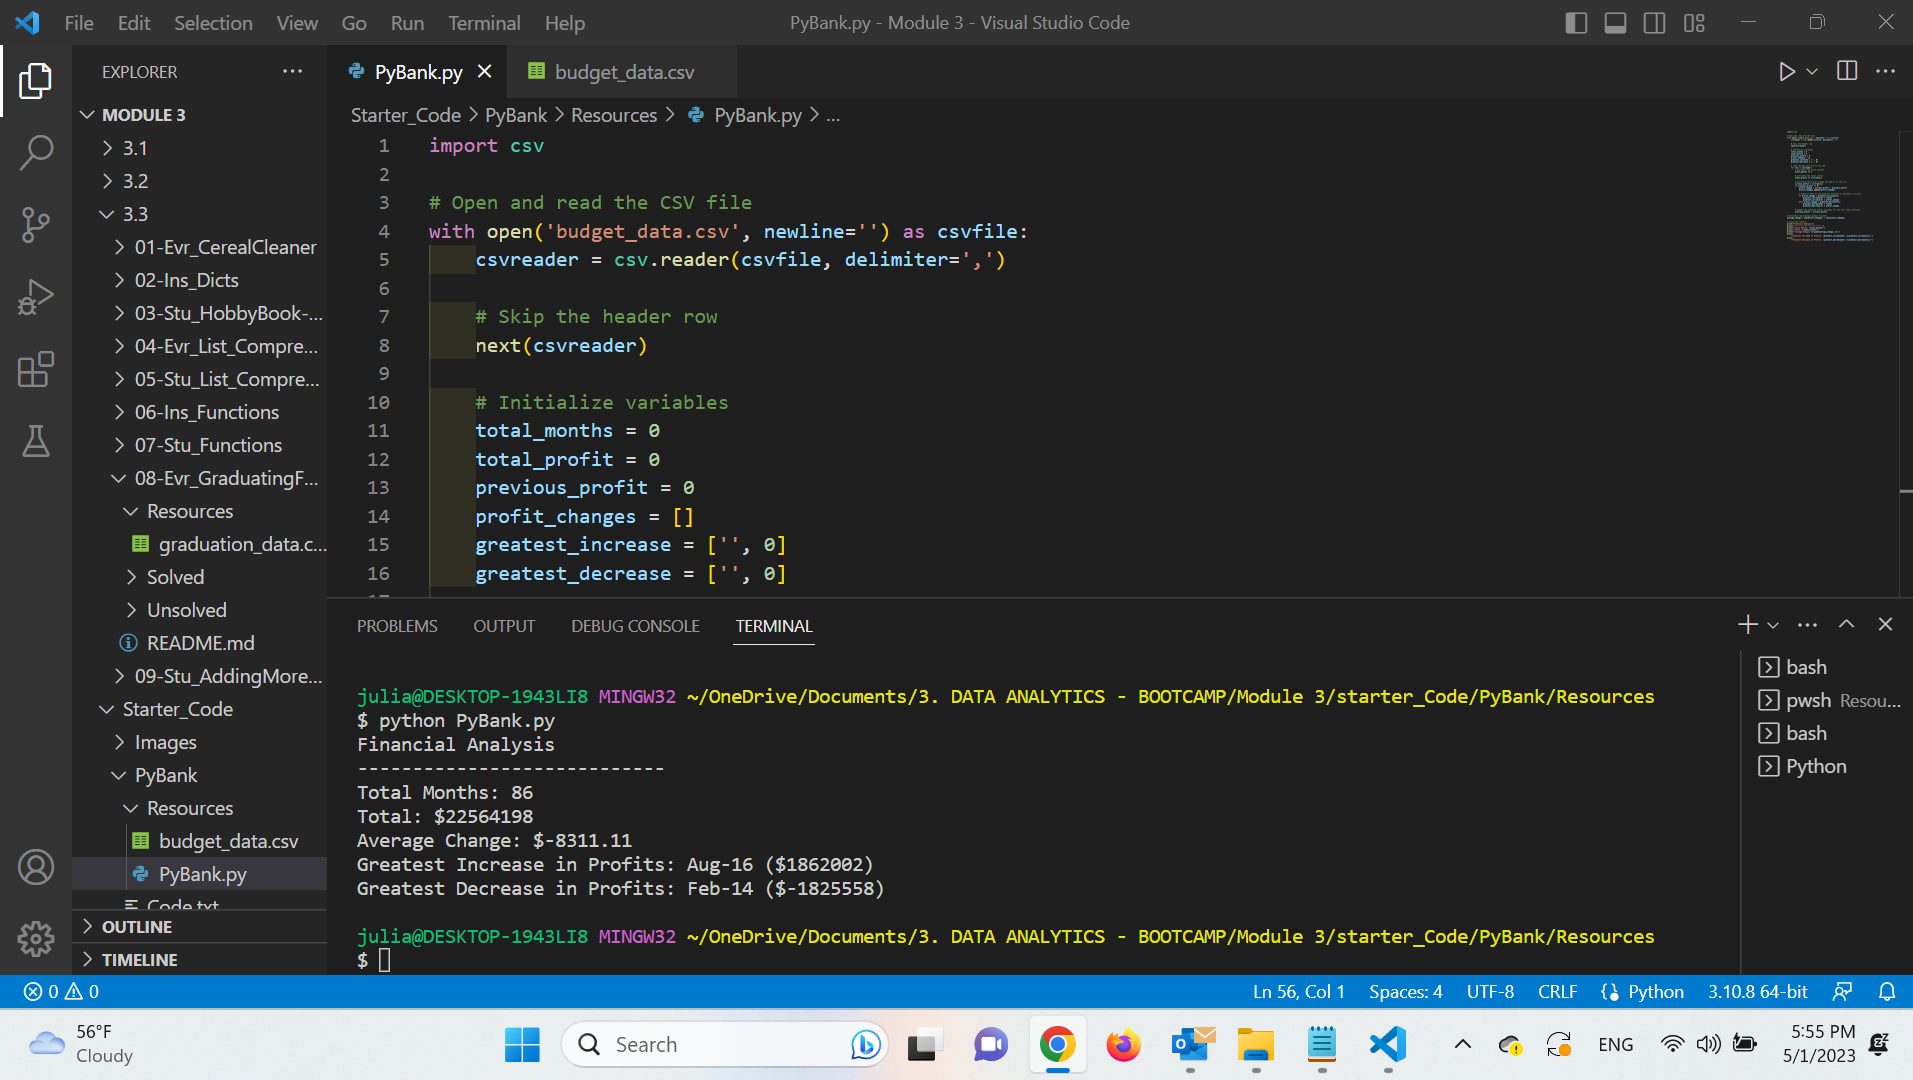 File Edit Selection View Go Run Terminal Help
PyBank.py - Module 3 - Visual Studio Code
EXPLORER
MODULE 3
3.1
3.2
3.3
01-Evr_CerealCleaner
02-Ins_Dicts
03-Stu_HobbyBook-...
04-Evr_List_Compre...
05-Stu_List_Compre...
06-Ins_Functions
07-Stu_Functions
08-Evr_GraduatingF...
Resources
graduation_data.c...
Solved
Unsolved
README.md
09-Stu_AddingMore...
Starter_Code
Images
PyBank
Resources
budget_data.csv
PyBank.py
Code.txt
OUTLINE
TIMELINE
PyBank.py budget_data.csv
Starter_Code > PyBank > Resources > PyBank.py > ...
1 import csv
2
3 # Open and read the CSV file
4 with open('budget_data.csv', newline='') as csvfile:
5 csvreader = csv.reader(csvfile, delimiter=',')
6
7 # Skip the header row
8 next(csvreader)
9
10 # Initialize variables
11 total_months = 0
12 total_profit = 0
13 previous_profit = 0
14 profit_changes = []
15 greatest_increase = ['', 0]
16 greatest_decrease = ['', 0]
PROBLEMS OUTPUT DEBUG CONSOLE TERMINAL
julia@DESKTOP-1943LI8 MINGW32 ~/OneDrive/Documents/3. DATA ANALYTICS - BOOTCAMP/Module 3/starter_Code/PyBank/Resources
$ python PyBank.py
Financial Analysis
----------------------------
Total Months: 86
Total: $22564198
Average Change: $-8311.11
Greatest Increase in Profits: Aug-16 ($1862002)
Greatest Decrease in Profits: Feb-14 ($-1825558)
julia@DESKTOP-1943LI8 MINGW32 ~/OneDrive/Documents/3. DATA ANALYTICS - BOOTCAMP/Module 3/starter_Code/PyBank/Resources
$
bash
pwsh Resou...
bash
Python
0 0
Ln 56, Col 1 Spaces: 4 UTF-8 CRLF Python 3.10.8 64-bit
56°F
Cloudy
Search
ENG
5:55 PM
5/1/2023